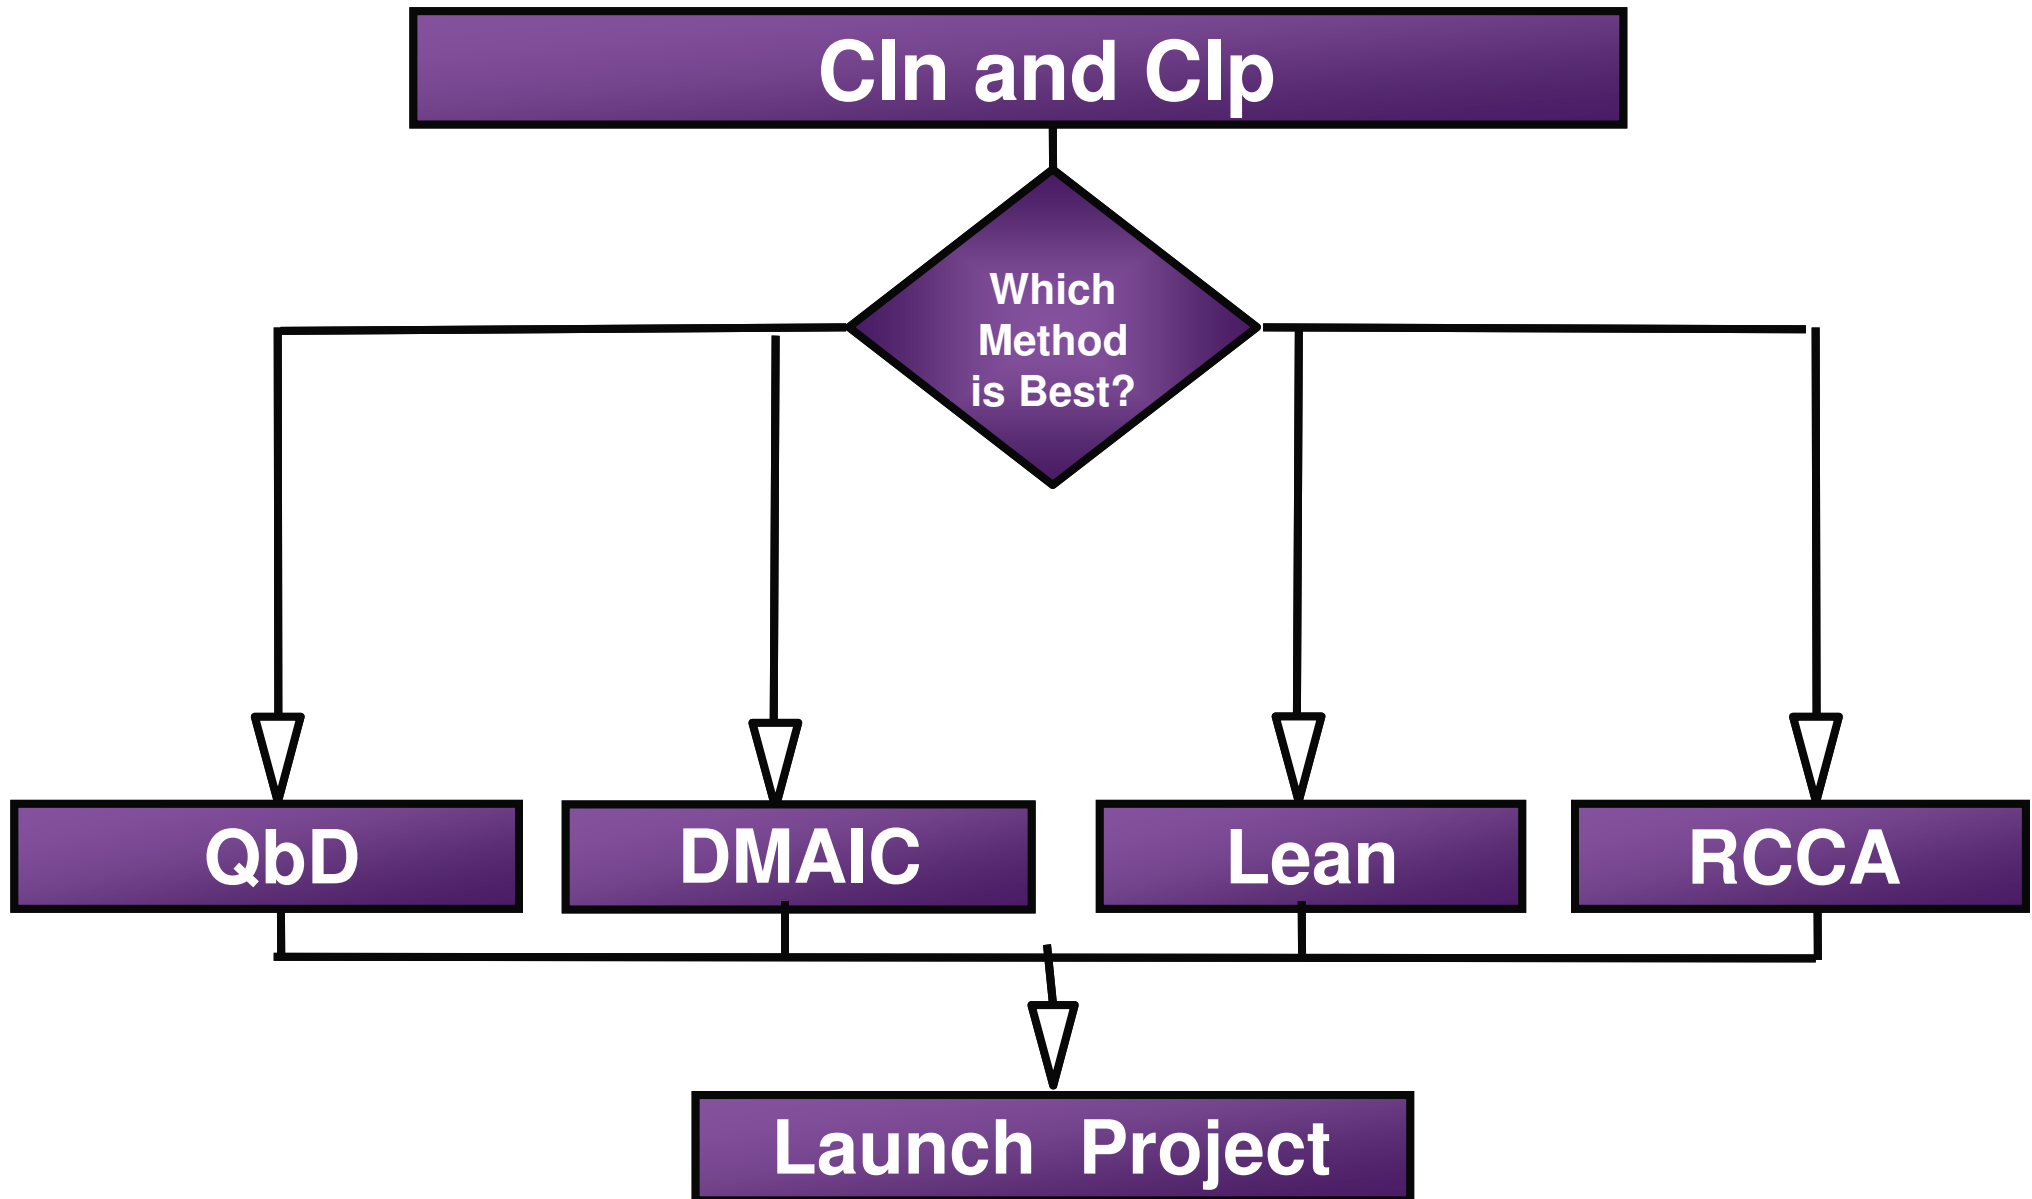 CIn and CIp
Which
Method
is Best?
QbD
DMAIC
Lean
RCCA
Launch Project